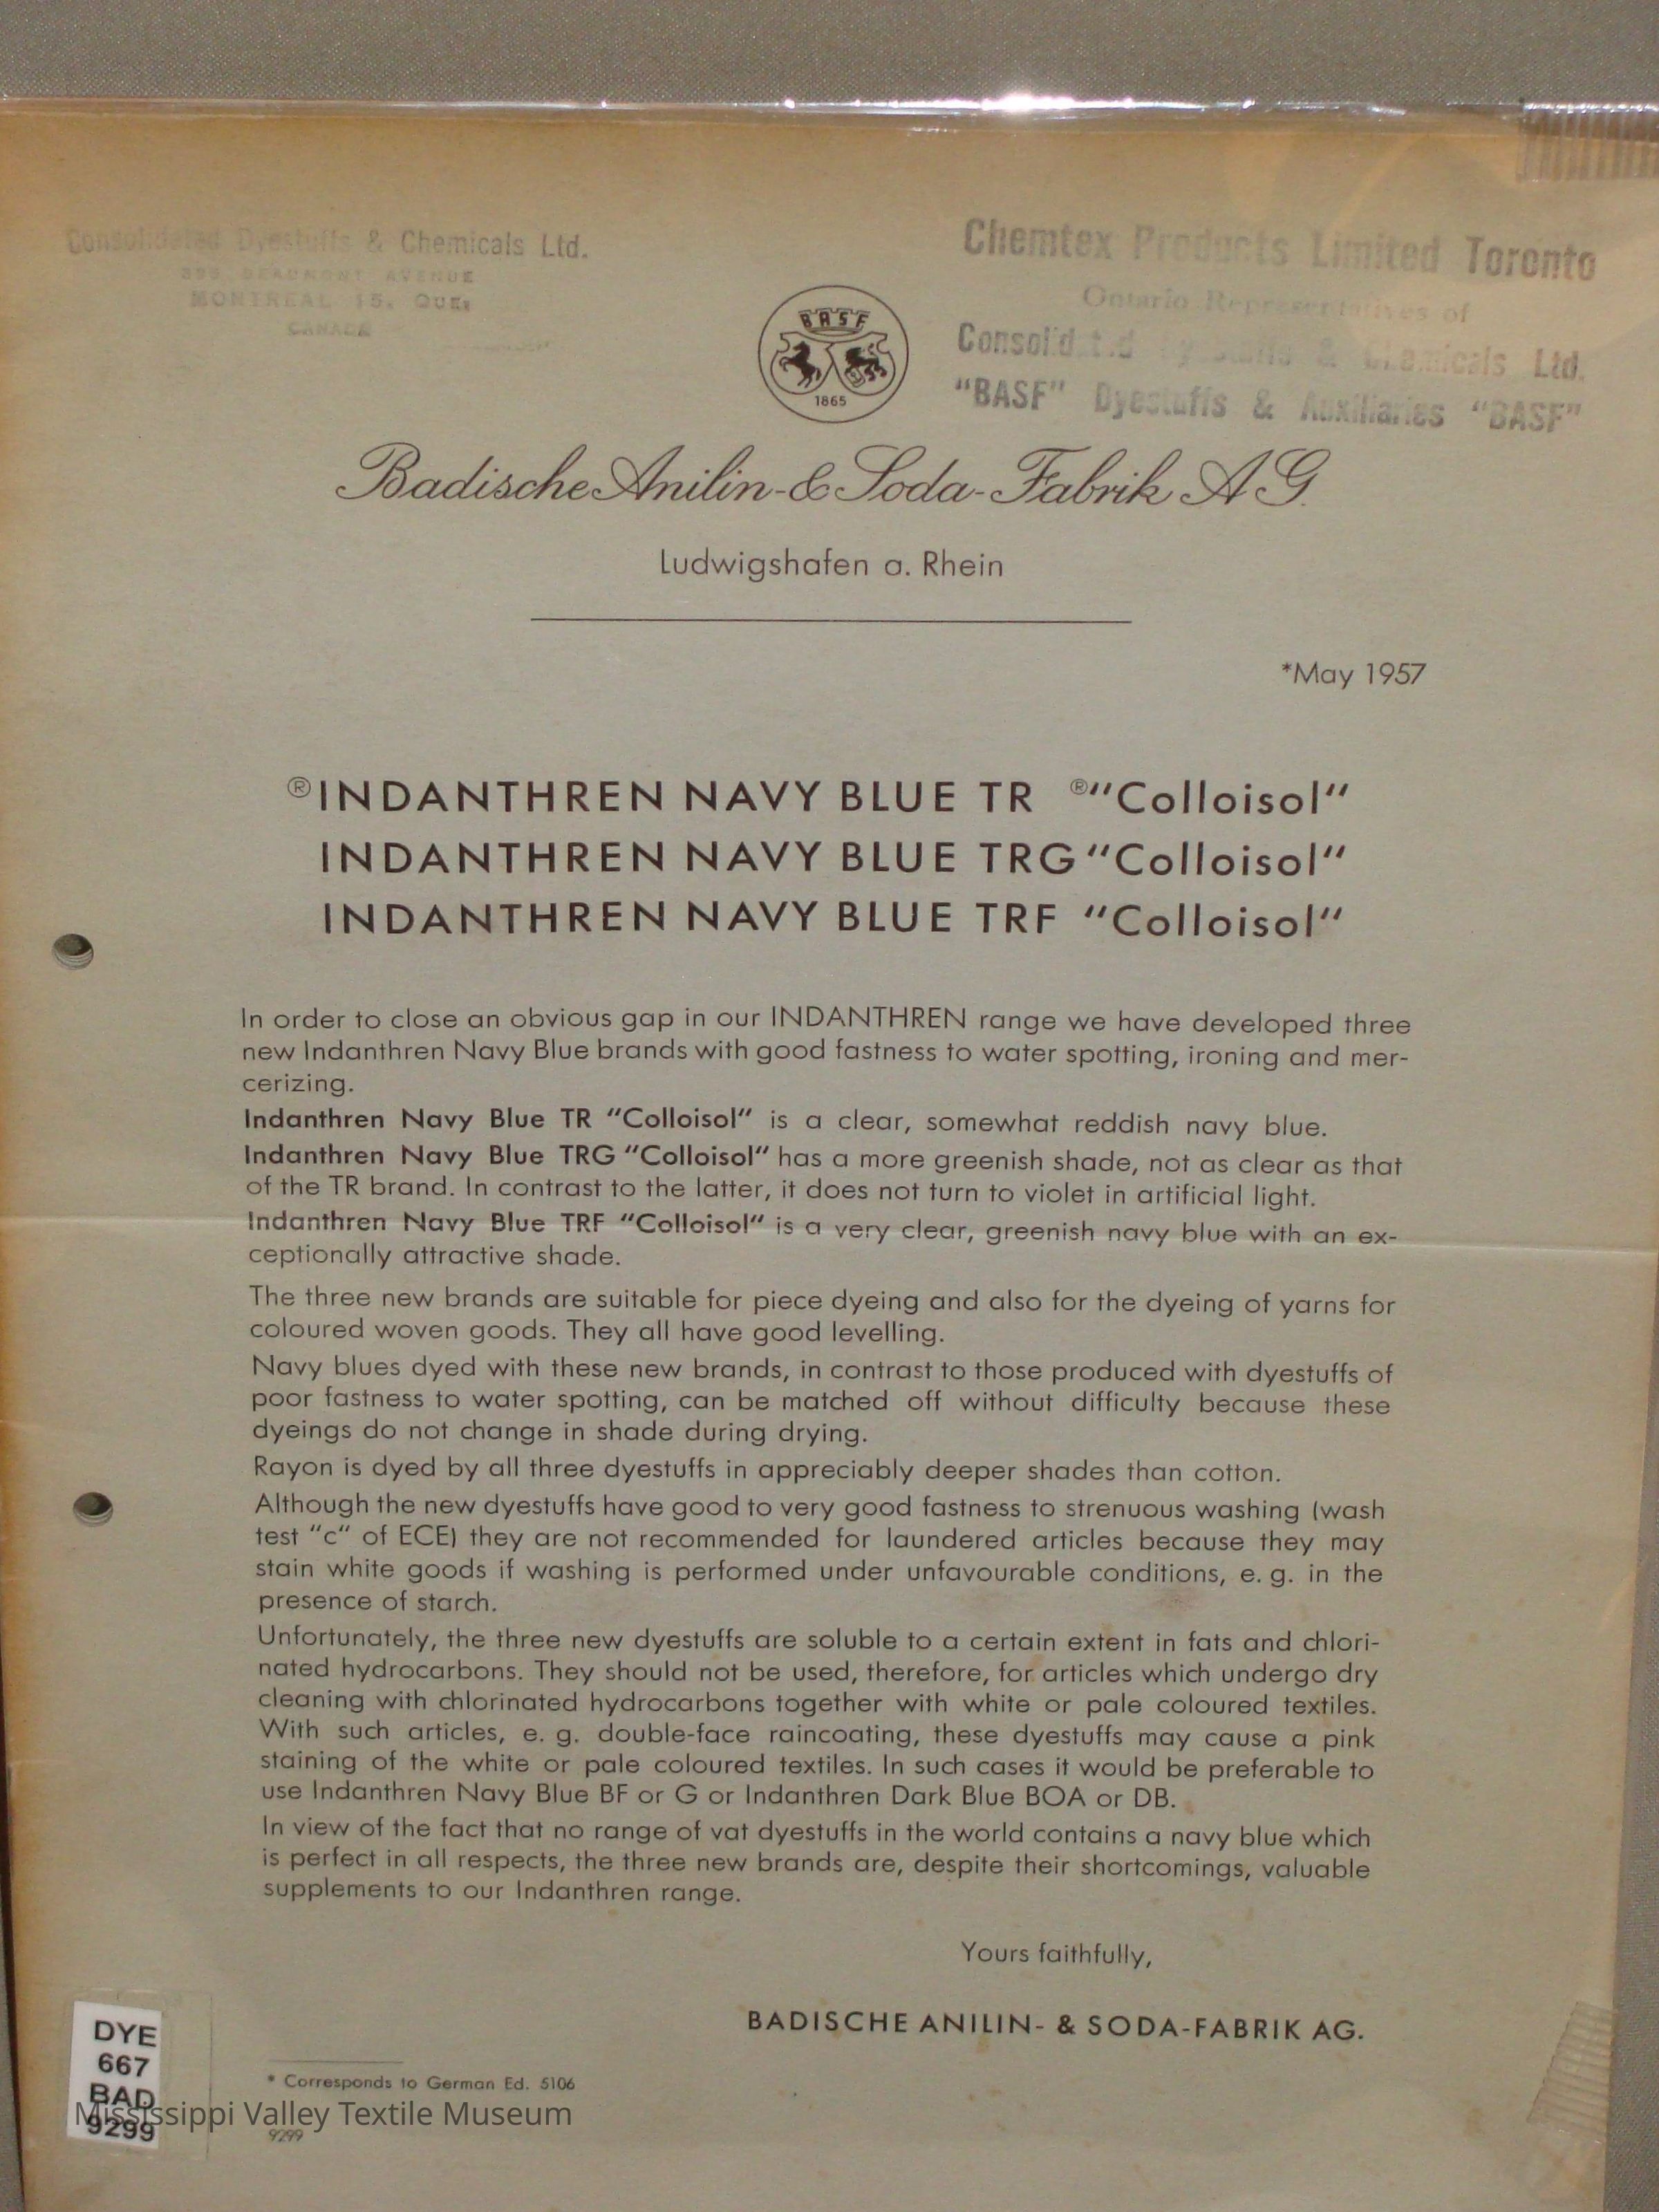 Consolidated Dyestuffs & Chemicals Ltd.
BEAUMONT AVENUE
MONTREAL 15, QUE.
CANADA
Chemtex Products Limited Toronto
Ontario Representatives of
Ltd.
"BASF" Dyestuffs & Auxiliaries "BASF"
BASF
1865
Badische Anilin-& Soda-Fabrik AG.
Ludwigshafen a. Rhein
*May 1957
®INDANTHREN NAVY BLUE TR ®"Colloisol"
INDANTHREN NAVY BLUE TRG "Colloisol"
INDANTHREN NAVY BLUE TRF "Colloisol"
In order to close an obvious gap in our INDANTHREN range we have developed three
new Indanthren Navy Blue brands with good fastness to water spotting, ironing and mer-
cerizing.
Indanthren Navy Blue TR "Colloisol" is a clear, somewhat reddish navy blue.
Indanthren Navy Blue TRG "Colloisol" has a more greenish shade, not as clear as that
of the TR brand. In contrast to the latter, it does not turn to violet in artificial light.
Indanthren Navy Blue TRF "Colloisol" is a very clear, greenish navy blue with an ex-
ceptionally attractive shade.
The three new brands are suitable for piece dyeing and also for the dyeing of yarns for
coloured woven goods. They all have good levelling.
Navy blues dyed with these new brands, in contrast to those produced with dyestuffs of
poor fastness to water spotting, can be matched off without difficulty because these
dyeings do not change in shade during drying.
Rayon is dyed by all three dyestuffs in appreciably deeper shades than cotton.
Although the new dyestuffs have good to very good fastness to strenuous washing (wash
test "c" of ECE) they are not recommended for laundered articles because they may
stain white goods if washing is performed under unfavourable conditions, e. g. in the
presence of starch.
Unfortunately, the three new dyestuffs are soluble to a certain extent in fats and chlori-
nated hydrocarbons. They should not be used, therefore, for articles which undergo dry
cleaning with chlorinated hydrocarbons together with white or pale coloured textiles.
With such articles, e. g. double-face raincoating, these dyestuffs may cause a pink
staining of the white or pale coloured textiles. In such cases it would be preferable to
use Indanthren Navy Blue BF or G or Indanthren Dark Blue BOA or DB.
In view of the fact that no range of vat dyestuffs in the world contains a navy blue which
is perfect in all respects, the three new brands are, despite their shortcomings, valuable
supplements to our Indanthren range.
Yours faithfully,
BADISCHE ANILIN- & SODA-FABRIK AG.
* Corresponds to German Ed. 5106
9299
DYE
667
BAD
9299
Mississippi Valley Textile Museum